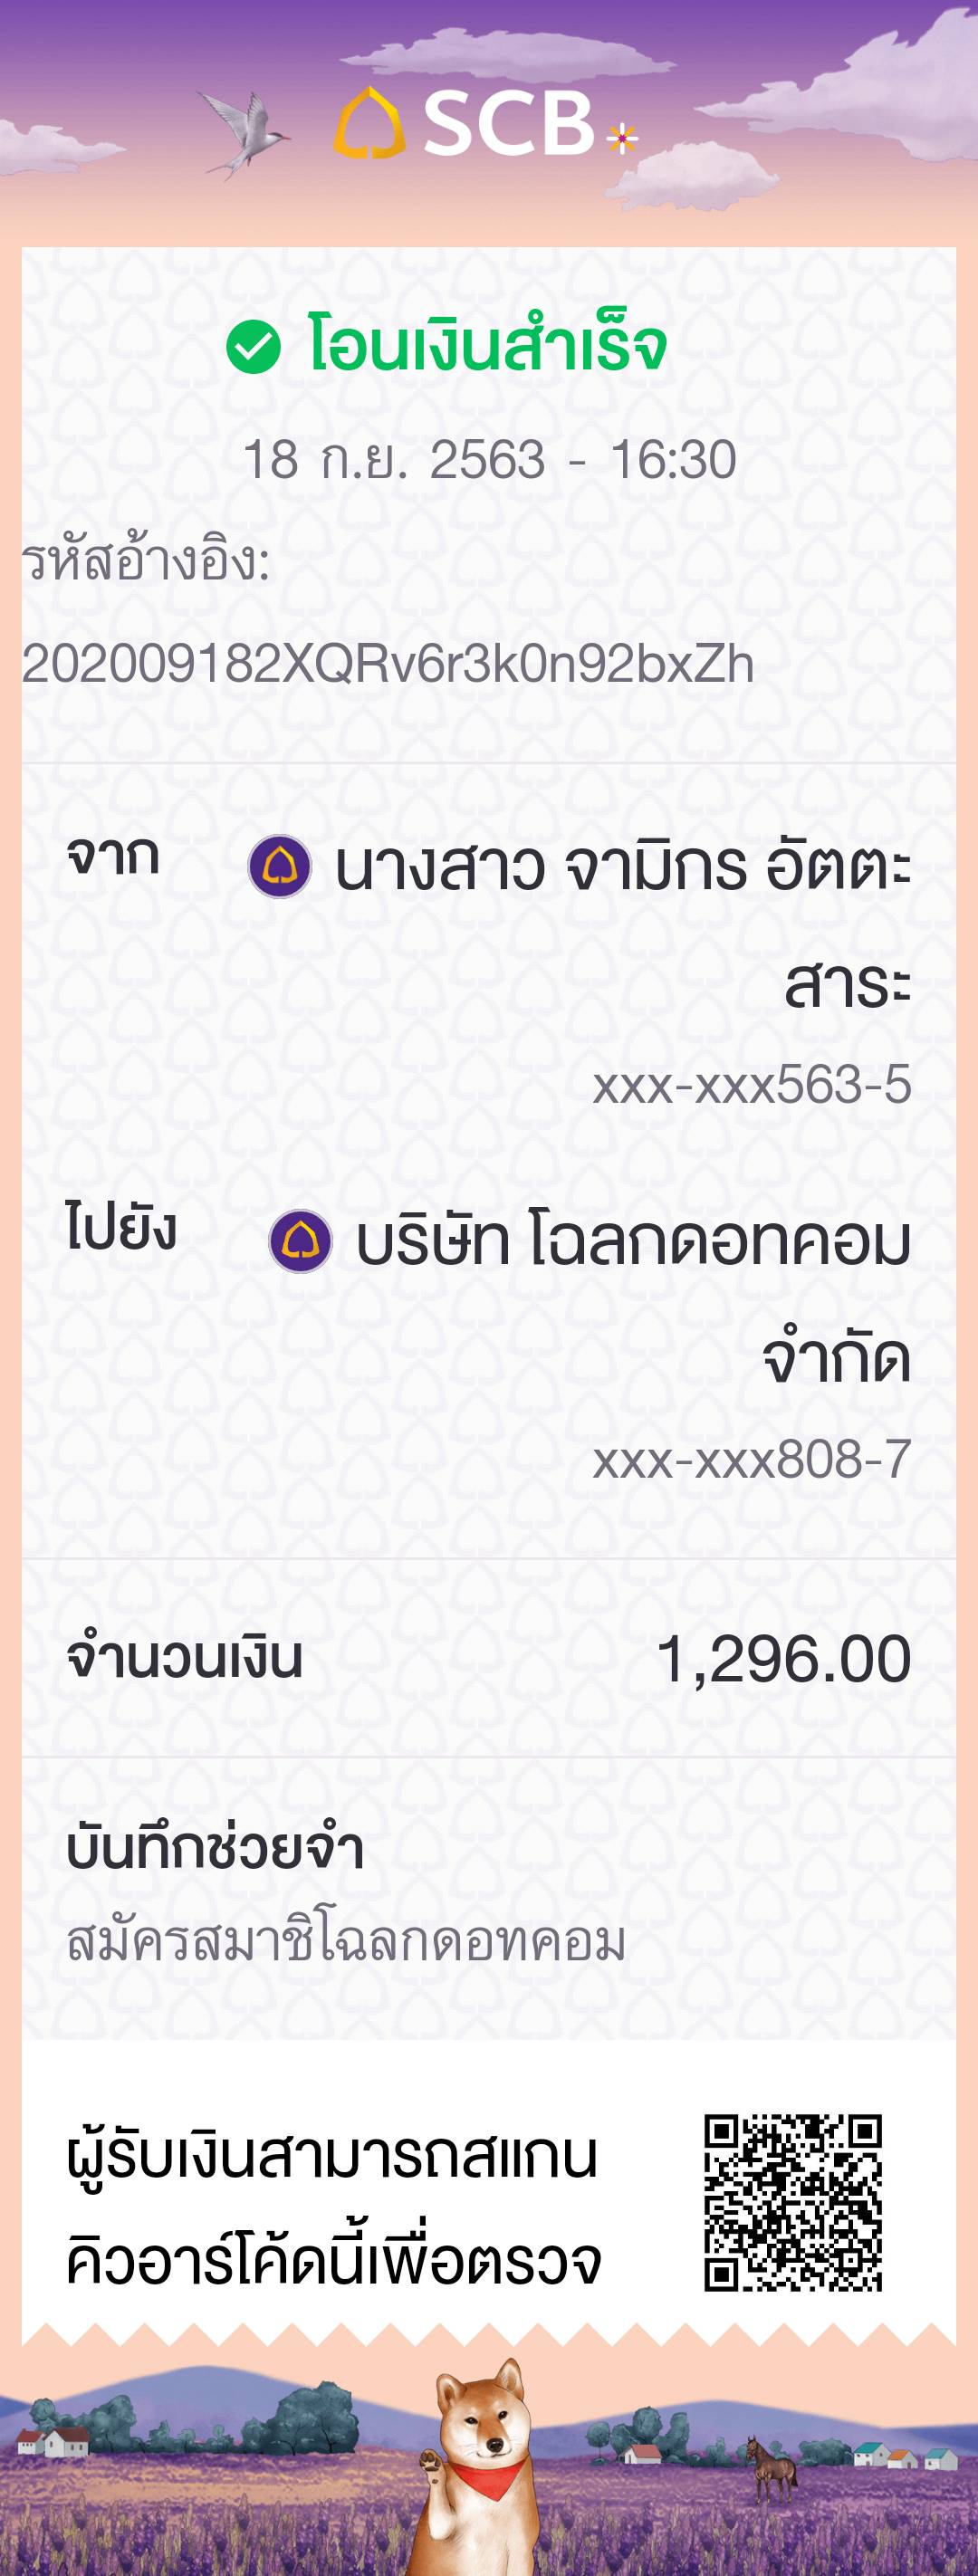 SCB
โอนเงินสำเร็จ
18 ก.ย. 2563 - 16:30
รหัสอ้างอิง:
202009182XQRv6r3k0n92bxZh
จาก
นางสาว จามิกร อัตตะ
สาระ
xxx-xxx563-5
ไปยัง
บริษัท โฉลกดอทคอม
จำกัด
xxx-xxx808-7
จำนวนเงิน
1,296.00
บันทึกช่วยจำ
สมัครสมาชิโฉลกดอทคอม
ผู้รับเงินสามารถสแกน
คิวอาร์โค้ดนี้เพื่อตรวจ